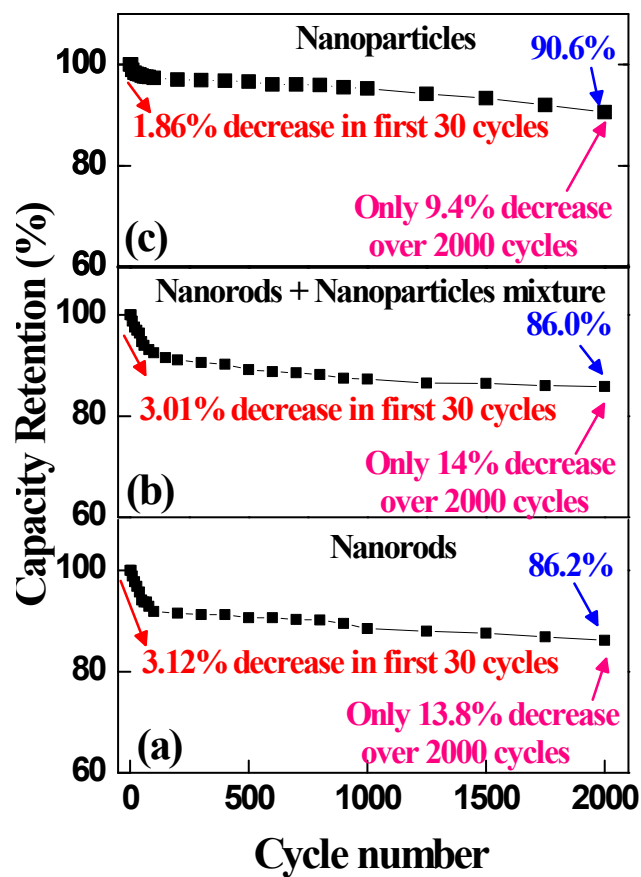 Capacity Retention (%)
100
80
60
Nanoparticles
90.6%
1.86% decrease in first 30 cycles
Only 9.4% decrease
over 2000 cycles
(c)
100
80
60
Nanorods + Nanoparticles mixture
86.0%
3.01% decrease in first 30 cycles
Only 14% decrease
over 2000 cycles
(b)
100
80
60
Nanorods
86.2%
3.12% decrease in first 30 cycles
Only 13.8% decrease
over 2000 cycles
(a)
0 500 1000 1500 2000
Cycle number